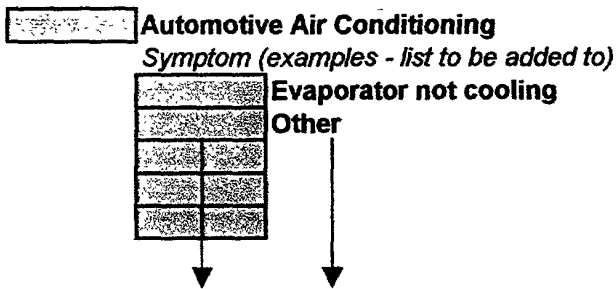 Automotive Air Conditioning
Symptom (examples - list to be added to)
Evaporator not cooling
Other